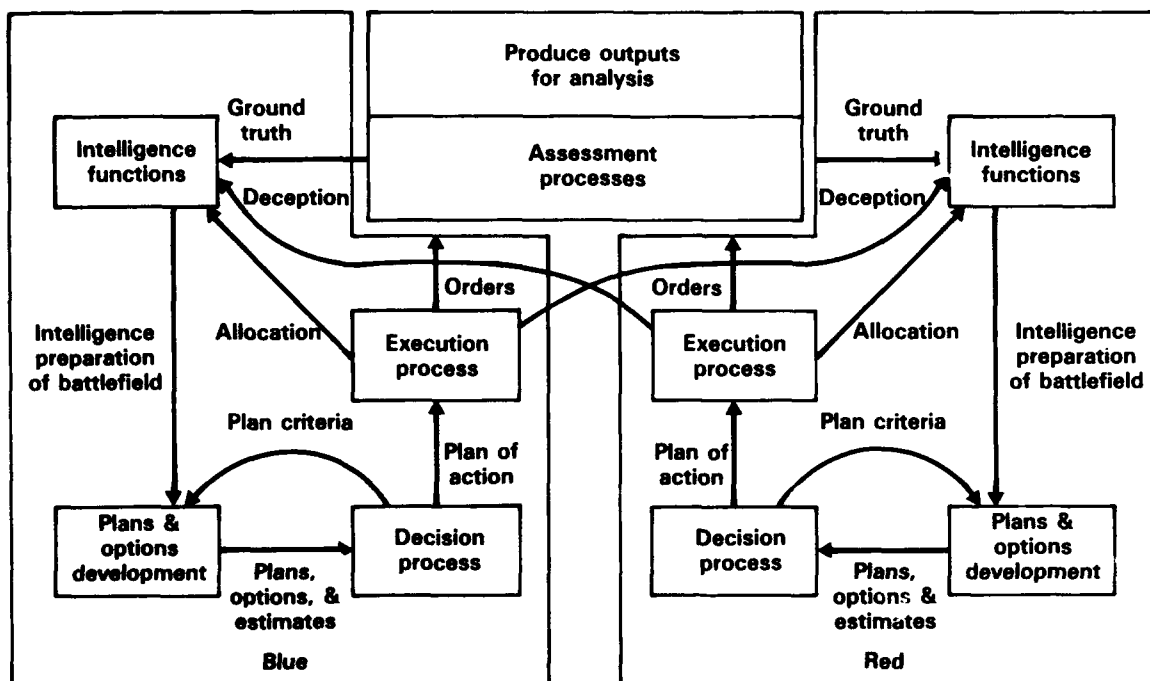 Produce outputs
for analysis
Assessment
processes
Ground
truth
Intelligence
functions
Deception
Orders
Allocation
Execution
process
Intelligence
preparation
of battlefield
Plan criteria
Plan of
action
Plans &
options
development
Decision
process
Plans,
options, &
estimates
Blue
Ground
truth
Intelligence
functions
Deception
Orders
Allocation
Execution
process
Intelligence
preparation
of battlefield
Plan criteria
Plan of
action
Decision
process
Plans &
options
development
Plans,
options &
estimates
Red